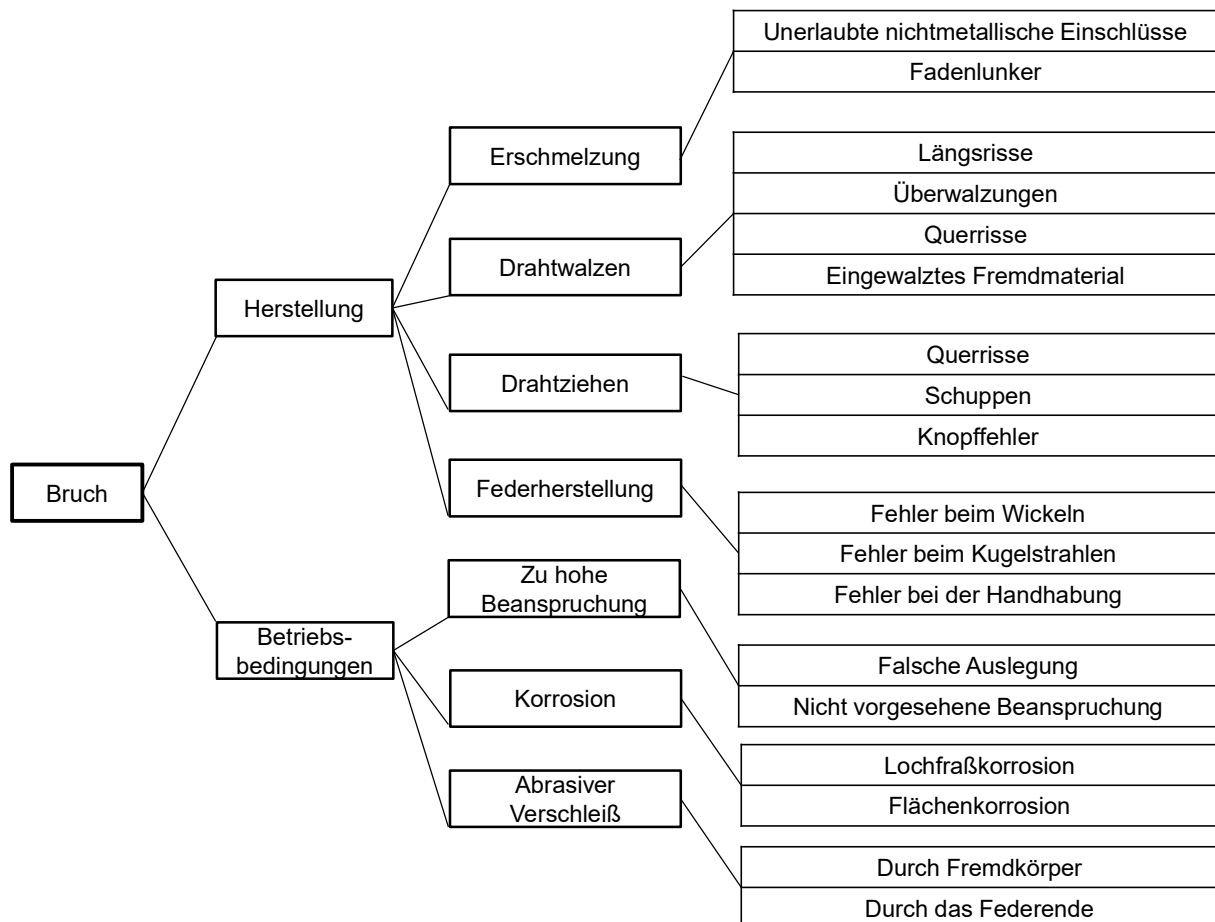 Bruch
Herstellung
Erschmelzung
Unerlaubte nichtmetallische Einschlüsse
Fadenlunker
Drahtwalzen
Längsrisse
Überwalzungen
Querrisse
Eingewalztes Fremdmaterial
Drahtziehen
Querrisse
Schuppen
Knopffehler
Federherstellung
Fehler beim Wickeln
Fehler beim Kugelstrahlen
Fehler bei der Handhabung
Betriebs-
bedingungen
Zu hohe
Beanspruchung
Falsche Auslegung
Nicht vorgesehene Beanspruchung
Korrosion
Lochfraßkorrosion
Flächenkorrosion
Abrasiver
Verschleiß
Durch Fremdkörper
Durch das Federende